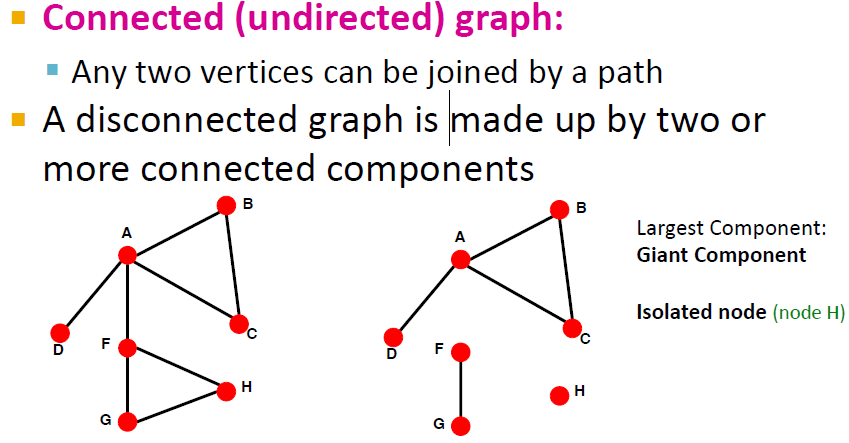 Connected (undirected) graph:
Any two vertices can be joined by a path
A disconnected graph is made up by two or
more connected components
A
B
C
D
F
G
H
A
B
C
D
F
G
H
Largest Component:
Giant Component
Isolated node (node H)